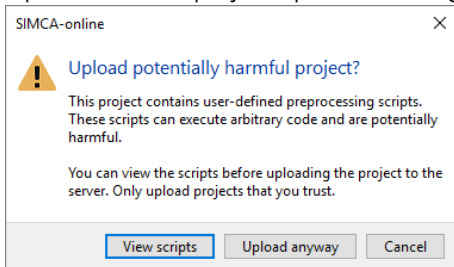 SIMCA-online
Upload potentially harmful project?
This project contains user-defined preprocessing scripts.
These scripts can execute arbitrary code and are potentially
harmful.
You can view the scripts before uploading the project to the
server. Only upload projects that you trust.
View scripts
Upload anyway
Cancel